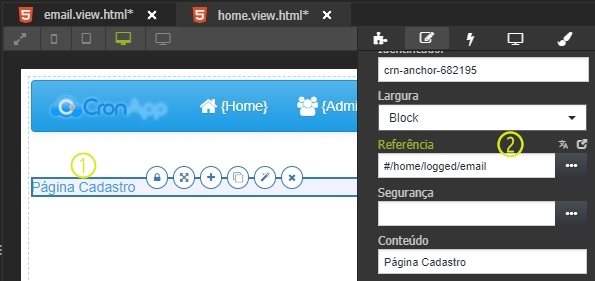 email.view.html*
home.view.html*
Identificador
crn-anchor-682195
CronApp
{Home}
{Admi
Largura
Block
1
Referência
2
#/home/logged/email
Página Cadastro
Segurança
Conteúdo
Página Cadastro